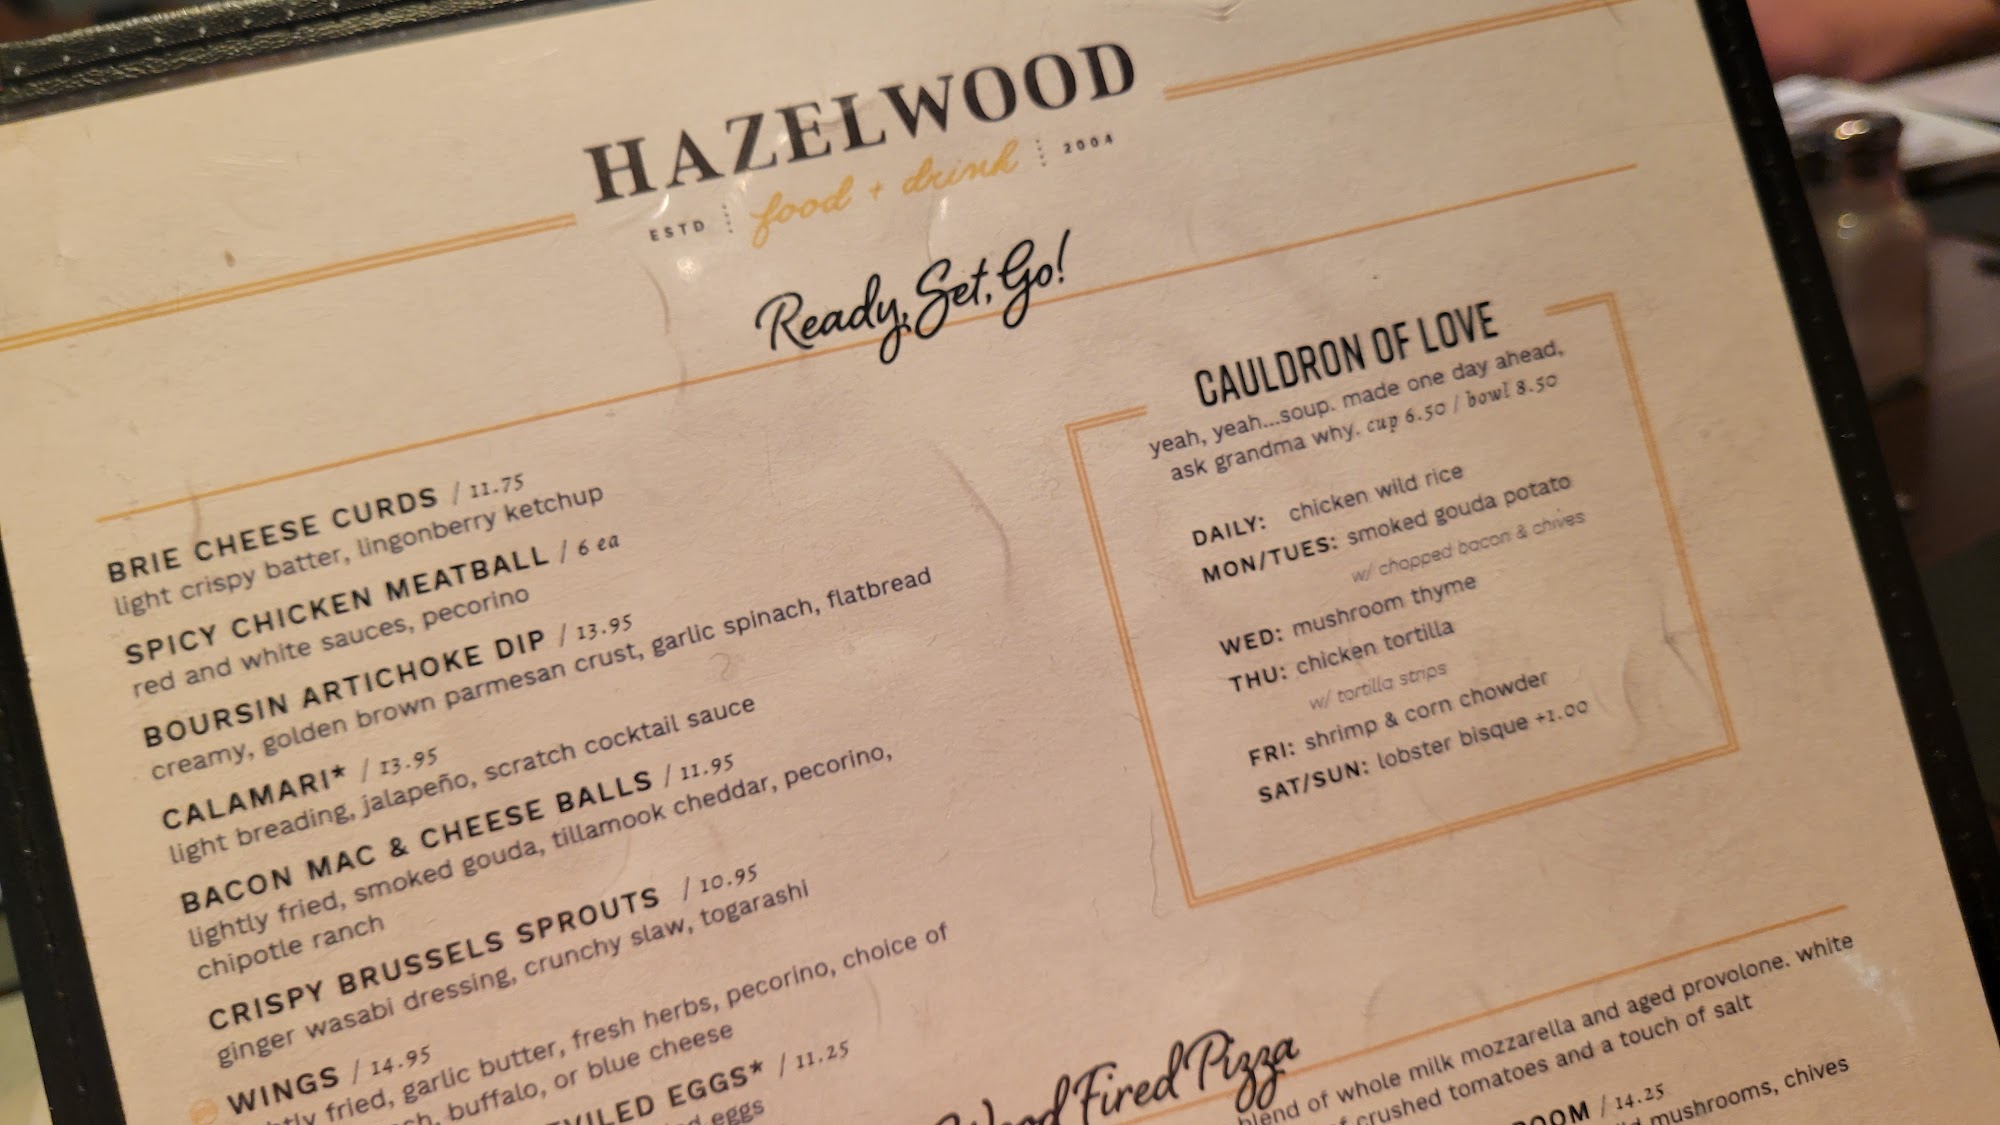 HAZELWOOD
ESTD food + drink 2004
Ready, Set, Go!
BRIE CHEESE CURDS / 11.75
light crispy batter, lingonberry ketchup
SPICY CHICKEN MEATBALL / 6 ea
red and white sauces, pecorino
BOURSIN ARTICHOKE DIP / 13.95
creamy, golden brown parmesan crust, garlic spinach, flatbread
CALAMARI* / 13.95
light breading, jalapeño, scratch cocktail sauce
BACON MAC & CHEESE BALLS / 11.95
lightly fried, smoked gouda, tillamook cheddar, pecorino,
chipotle ranch
CRISPY BRUSSELS SPROUTS / 10.95
ginger wasabi dressing, crunchy slaw, togarashi
WINGS / 14.95
fried, garlic butter, fresh herbs, pecorino, choice of
buffalo, or blue cheese
EGGS* / 11.25
eggs
CAULDRON OF LOVE
yeah, yeah...soup. made one day ahead,
ask grandma why. cup 6.50 / bowl 8.50
DAILY: chicken wild rice
MON/TUES: smoked gouda potato
w/ chopped bacon & chives
WED: mushroom thyme
THU: chicken tortilla
w/ tortilla strips
FRI: shrimp & corn chowder
SAT/SUN: lobster bisque +1.00
Wood Fired Pizza
blend of whole milk mozzarella and aged provolone. white
crushed tomatoes and a touch of salt
/ 14.25
mushrooms, chives